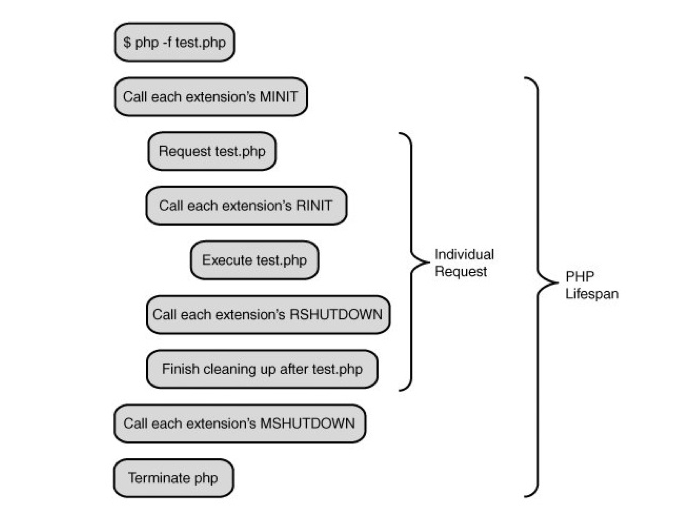 $ php -f test.php
Call each extension's MINIT
Request test.php
Call each extension's RINIT
Execute test.php
Individual
Request
PHP
Lifespan
Call each extension's RSHUTDOWN
Finish cleaning up after test.php
Call each extension's MSHUTDOWN
Terminate php